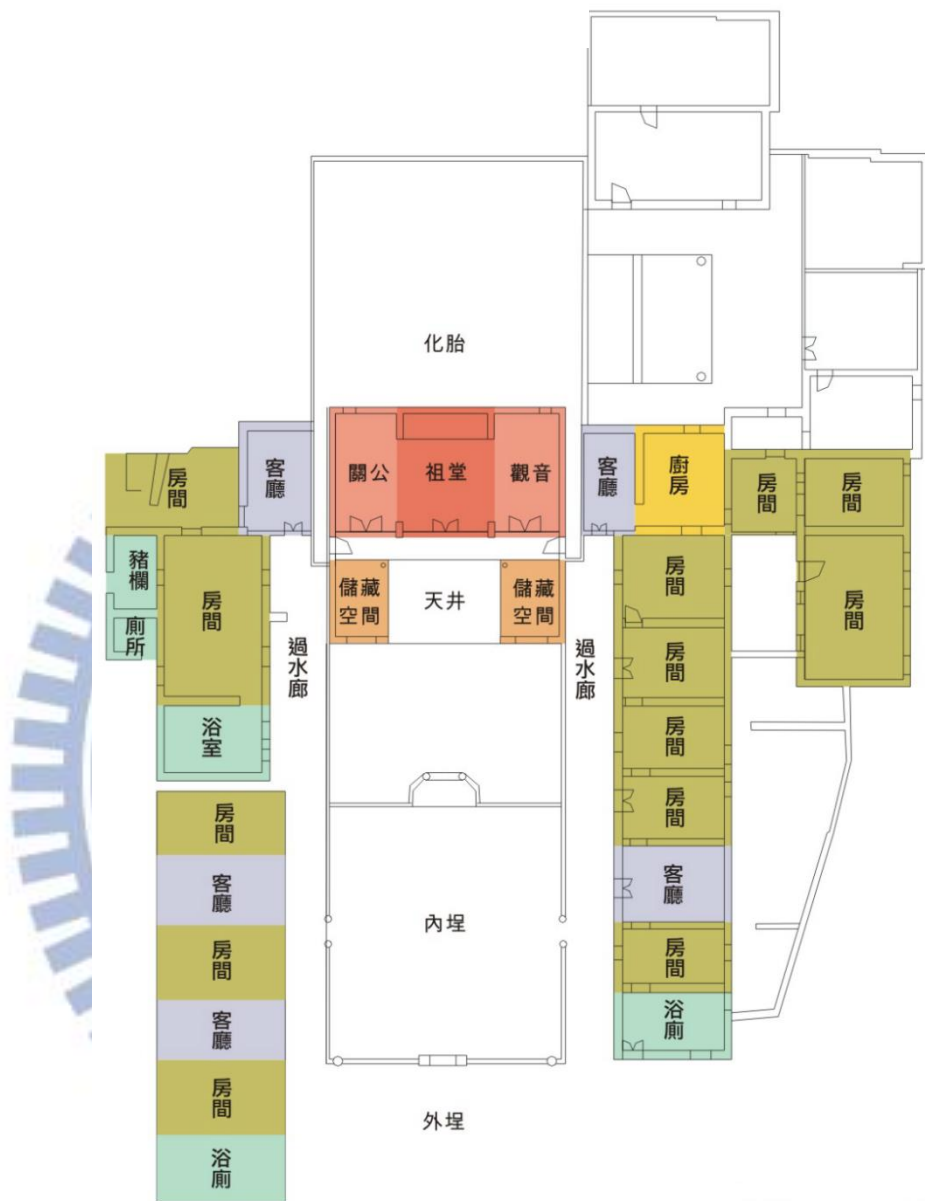 化胎
關公
祖堂
觀音
客廳
房間
客廳
廚房
房間
房間
豬欄
廁所
房間
浴室
過水廊
儲藏
空間
天井
儲藏
空間
過水廊
房間
房間
房間
房間
客廳
房間
浴廁
房間
房間
客廳
房間
客廳
房間
浴廁
內埕
外埕